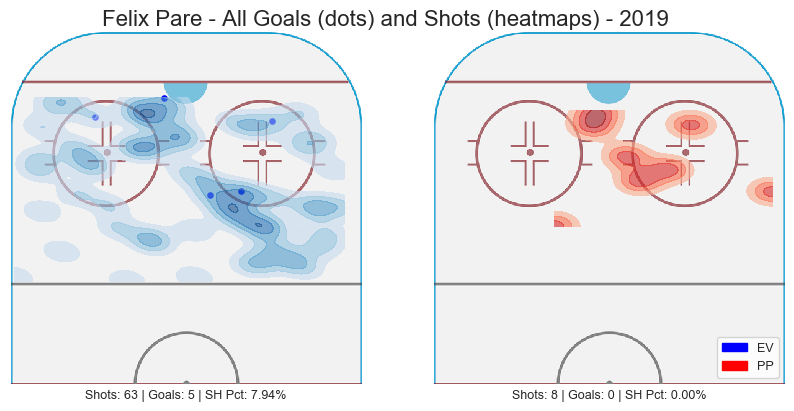 Felix Pare - All Goals (dots) and Shots (heatmaps) - 2019
EV
PP
Shots: 63 | Goals: 5 | SH Pct: 7.94%
Shots: 8 | Goals: 0 | SH Pct: 0.00%